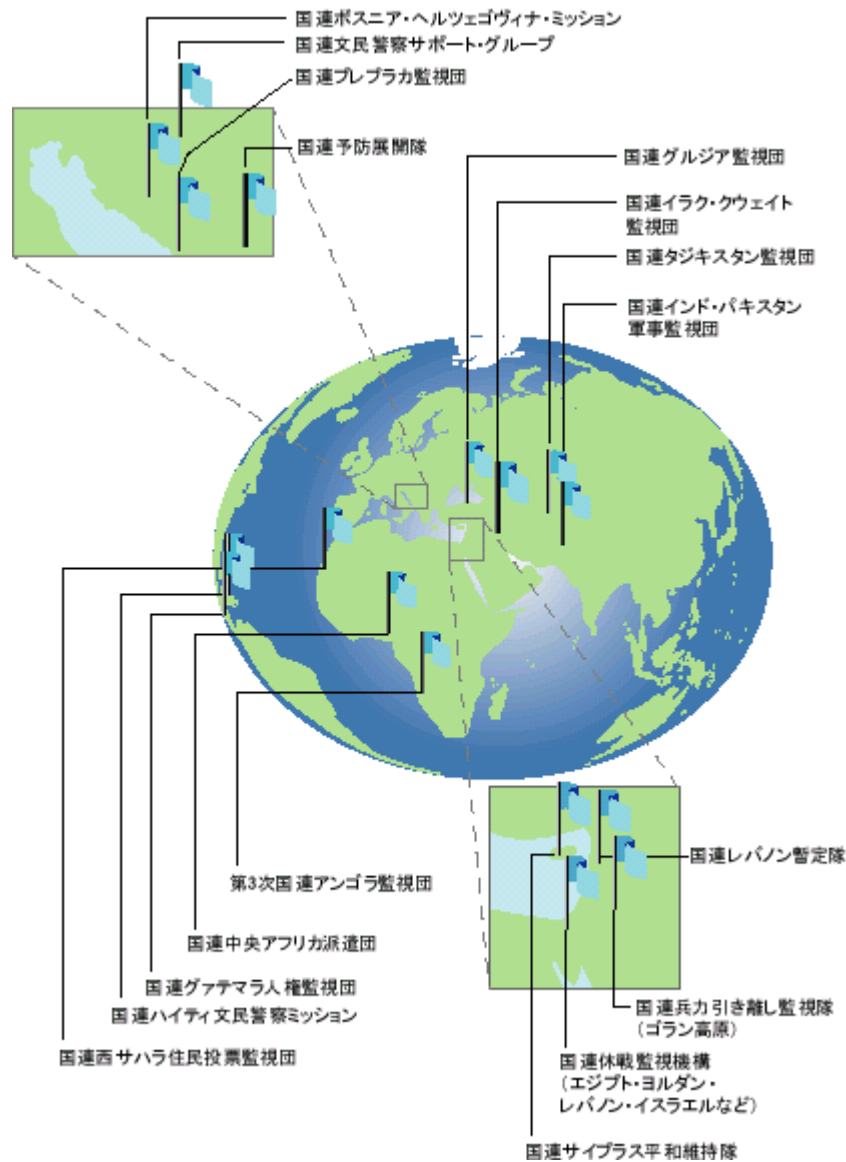 国連ボスニア・ヘルツェゴヴィナ・ミッション
国連文民警察サポート・グループ
国連プレブラカ監視団
国連予防展開隊
国連グルジア監視団
国連イラク・クウェイト
監視団
国連タジキスタン監視団
国連インド・パキスタン
軍事監視団
第3次国連アンゴラ監視団
国連中央アフリカ派遣団
国連グァテマラ人権監視団
国連ハイティ文民警察ミッション
国連西サハラ住民投票監視団
国連レバノン暫定隊
国連兵力引き離し監視隊
(ゴラン高原)
国連休戦監視機構
(エジプト・ヨルダン・
レバノン・イスラエルなど)
国連サイプラス平和維持隊